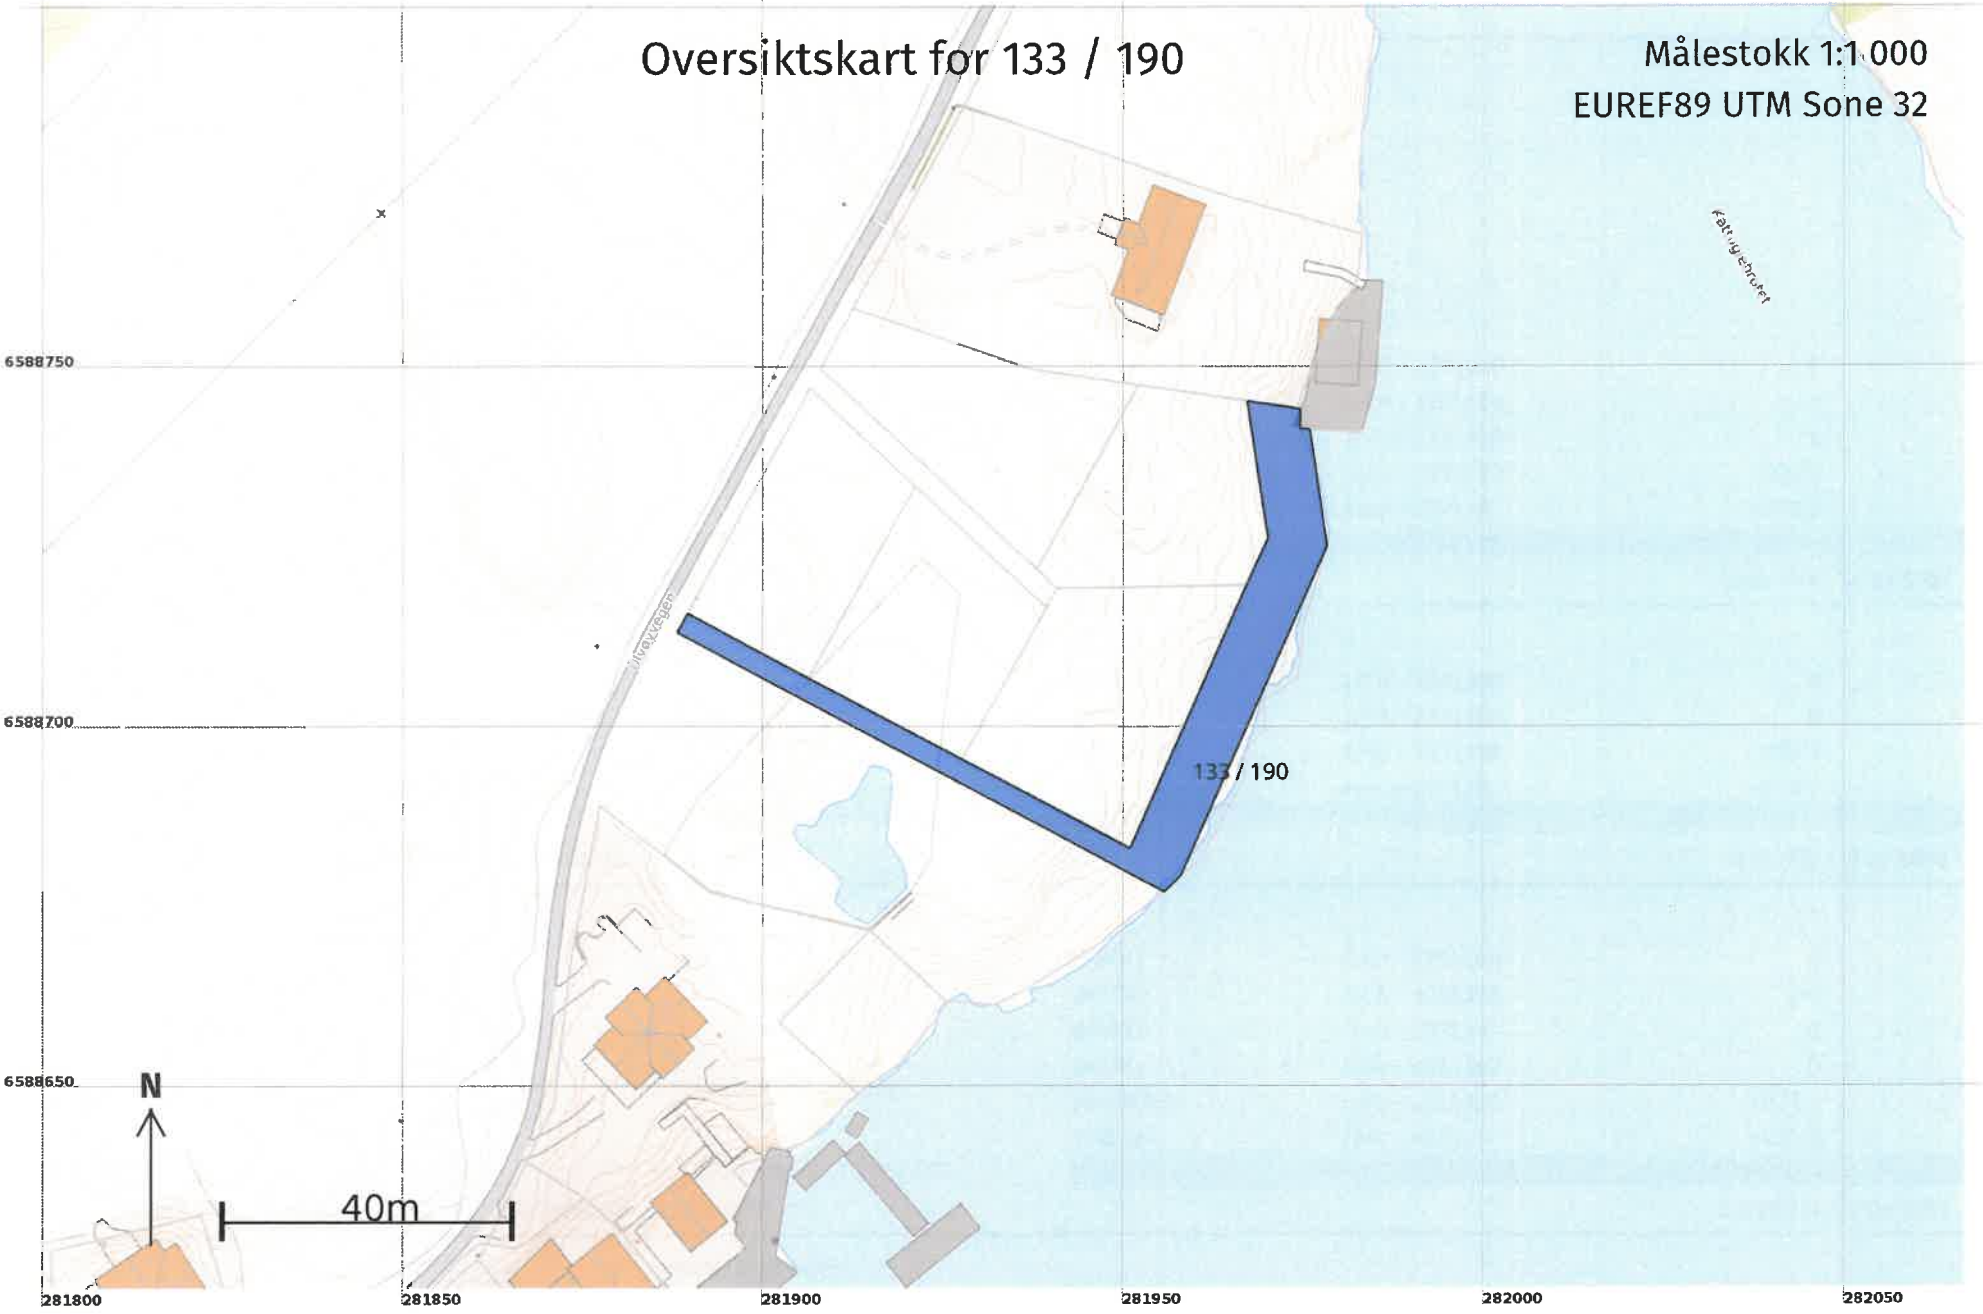 Oversiktskart for 133 / 190
Målestokk 1:1 000
EUREF89 UTM Sone 32
6588750
6588700
133 / 190
6588650
N
40m
281800
281850
281900
281950
282000
282050